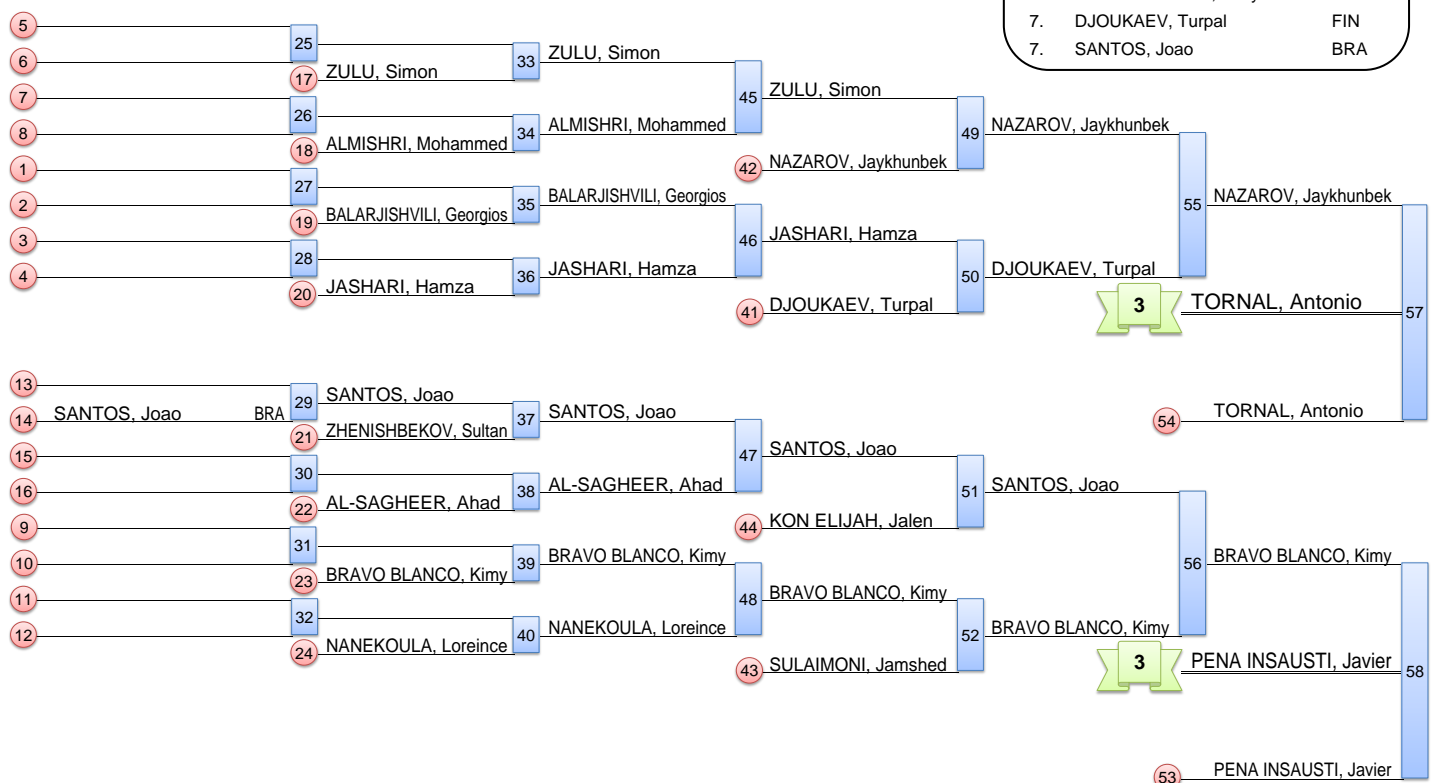 7. DJOUKAEV, Turpal FIN
7. SANTOS, Joao BRA
5
25
6
33 ZULU, Simon
17 ZULU, Simon
45 ZULU, Simon
7
26
8
34 ALMISHRI, Mohammed
18 ALMISHRI, Mohammed
49 NAZAROV, Jaykhunbek
42 NAZAROV, Jaykhunbek
1
27
2
35 BALARJISHVILI, Georgios
19 BALARJISHVILI, Georgios
55 NAZAROV, Jaykhunbek
46 JASHARI, Hamza
3
28
4
36 JASHARI, Hamza
20 JASHARI, Hamza
50 DJOUKAEV, Turpal
41 DJOUKAEV, Turpal
3 TORNAL, Antonio
57
13
29 SANTOS, Joao
14 SANTOS, Joao BRA
37 SANTOS, Joao
21 ZHENISHBEKOV, Sultan
54 TORNAL, Antonio
47 SANTOS, Joao
15
30
16
38 AL-SAGHEER, Ahad
22 AL-SAGHEER, Ahad
51 SANTOS, Joao
44 KON ELIJAH, Jalen
9
31
10
39 BRAVO BLANCO, Kimy
23 BRAVO BLANCO, Kimy
56 BRAVO BLANCO, Kimy
48 BRAVO BLANCO, Kimy
11
32
12
40 NANEKOULA, Loreince
24 NANEKOULA, Loreince
52 BRAVO BLANCO, Kimy
43 SULAIMONI, Jamshed
3 PENA INSAUSTI, Javier
58
53 PENA INSAUSTI, Javier